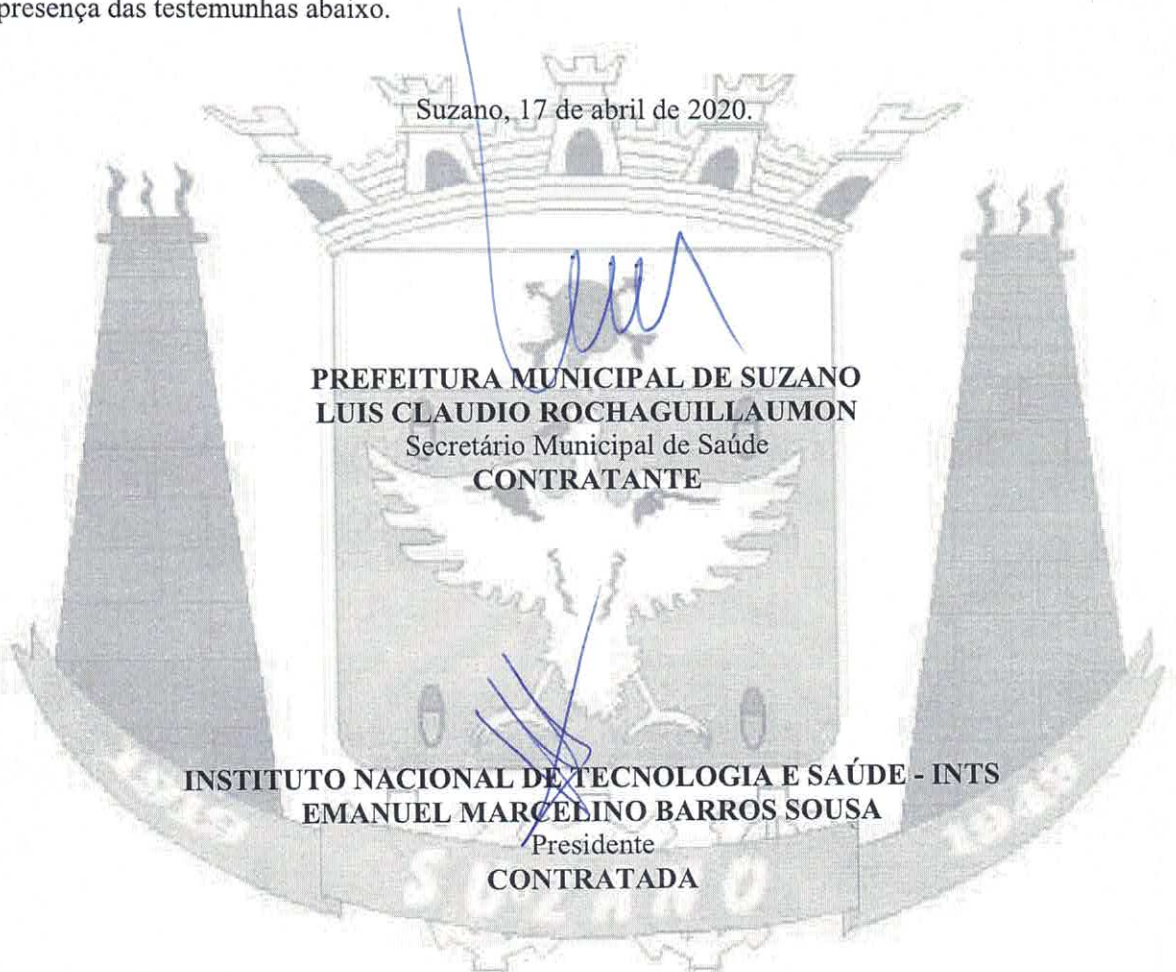 presença das testemunhas abaixo.
Suzano, 17 de abril de 2020.
PREFEITURA MUNICIPAL DE SUZANO
LUIS CLAUDIO ROCHAGUILLAUMON
Secretário Municipal de Saúde
CONTRATANTE
INSTITUTO NACIONAL DE TECNOLOGIA E SAÚDE - INTS
EMANUEL MARCELINO BARROS SOUSA
Presidente
CONTRATADA
SUZANO